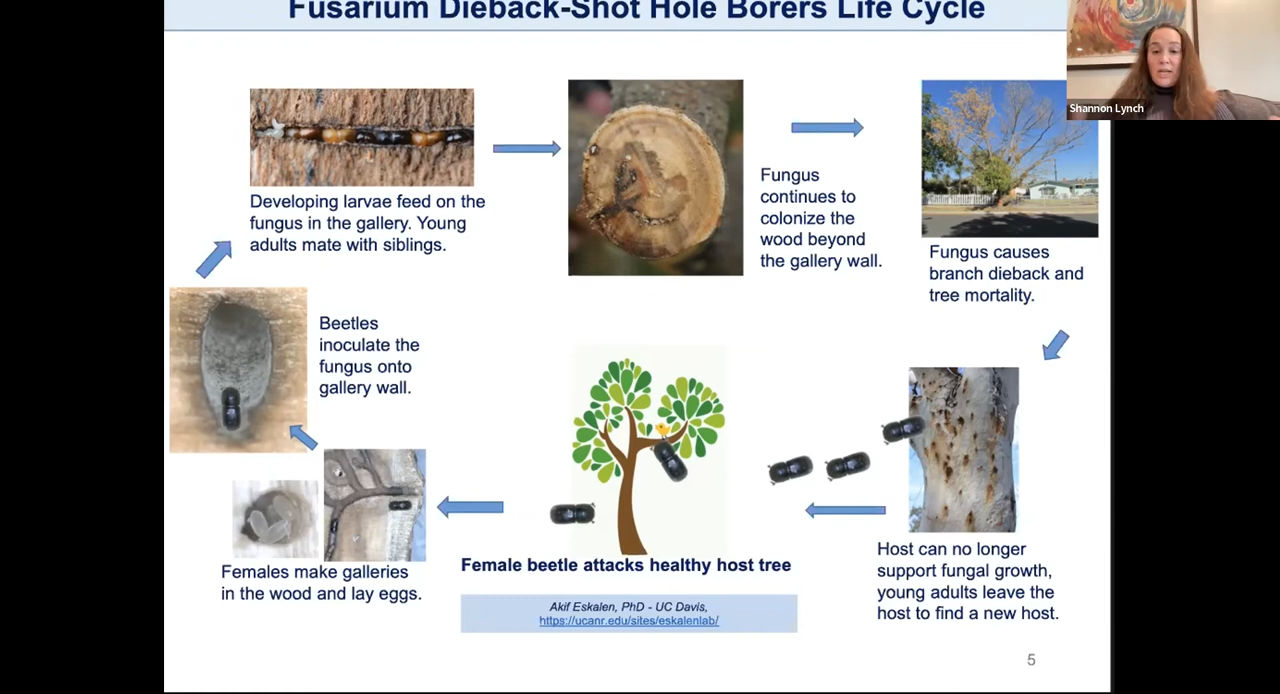 Fusarium Dieback-Shot Hole Borers Life Cycle
Shannon Lynch
Developing larvae feed on the
fungus in the gallery. Young
adults mate with siblings.
Fungus
continues to
colonize the
wood beyond
the gallery wall.
Fungus causes
branch dieback and
tree mortality.
Beetles
inoculate the
fungus onto
gallery wall.
Females make galleries
in the wood and lay eggs.
Female beetle attacks healthy host tree
Akif Eskalen, PhD - UC Davis,
https://ucanr.edu/sites/eskalenlab/
Host can no longer
support fungal growth,
young adults leave the
host to find a new host.
5